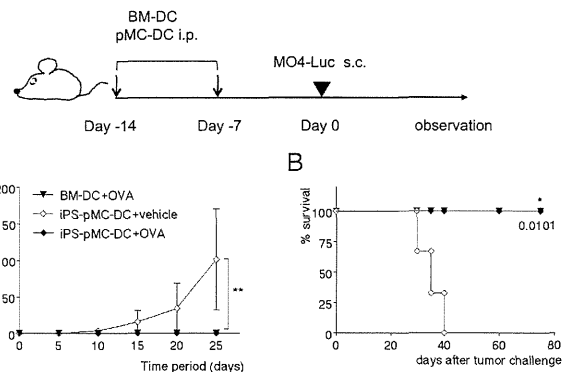 BM-DC
pMC-DC i.p.
MO4-Luc s.c.
Day -14
Day -7
Day 0
observation
B
200
150
100
50
0
BM-DC+OVA
iPS-pMC-DC+vehicle
iPS-pMC-DC+OVA
**
0 5 10 15 20 25
Time period (days)
% survival
100
75
50
25
0
*
0.0101
0 20 40 60 80
days after tumor challenge